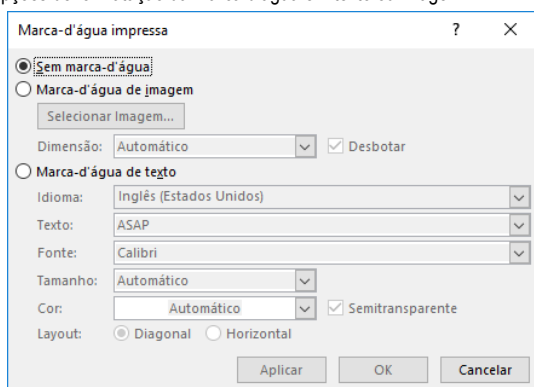 Marca-d'água impressa ? X
Sem marca-d'água
Marca-d'água de imagem
Selecionar Imagem...
Dimensão: Automático Desbotar
Marca-d'água de texto
Idioma: Inglês (Estados Unidos)
Texto: ASAP
Fonte: Calibri
Tamanho: Automático
Cor: Automático Semitransparente
Layout: Diagonal Horizontal
Aplicar OK Cancelar